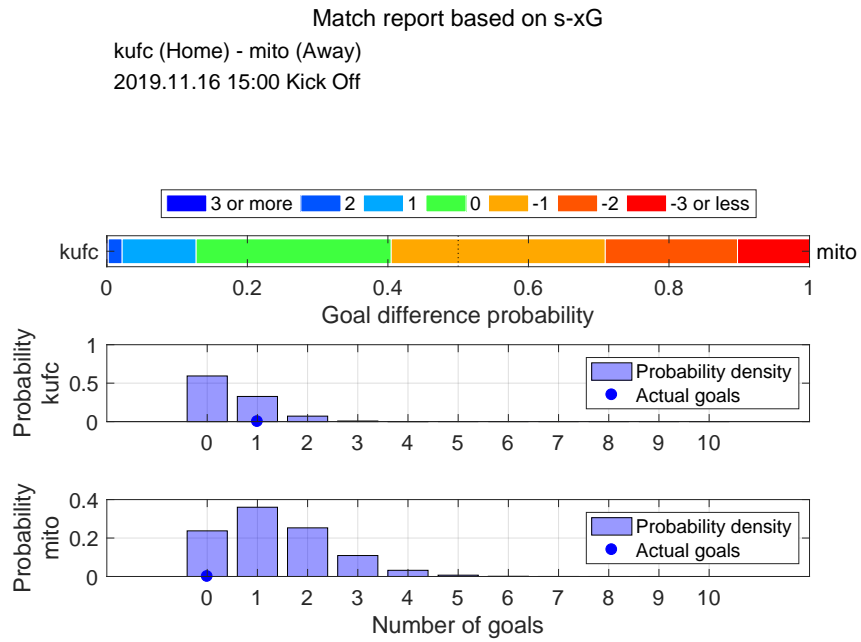 Match report based on s-xG
kufc (Home) - mito (Away)
2019.11.16 15:00 Kick Off
3 or more 2 1 0 -1 -2 -3 or less
kufc mito
0 0.2 0.4 0.6 0.8 1
Goal difference probability
Probability
kufc
1
0.5
0
Probability density
Actual goals
0 1 2 3 4 5 6 7 8 9 10
Probability
mito
0.4
0.2
0
Probability density
Actual goals
0 1 2 3 4 5 6 7 8 9 10
Number of goals